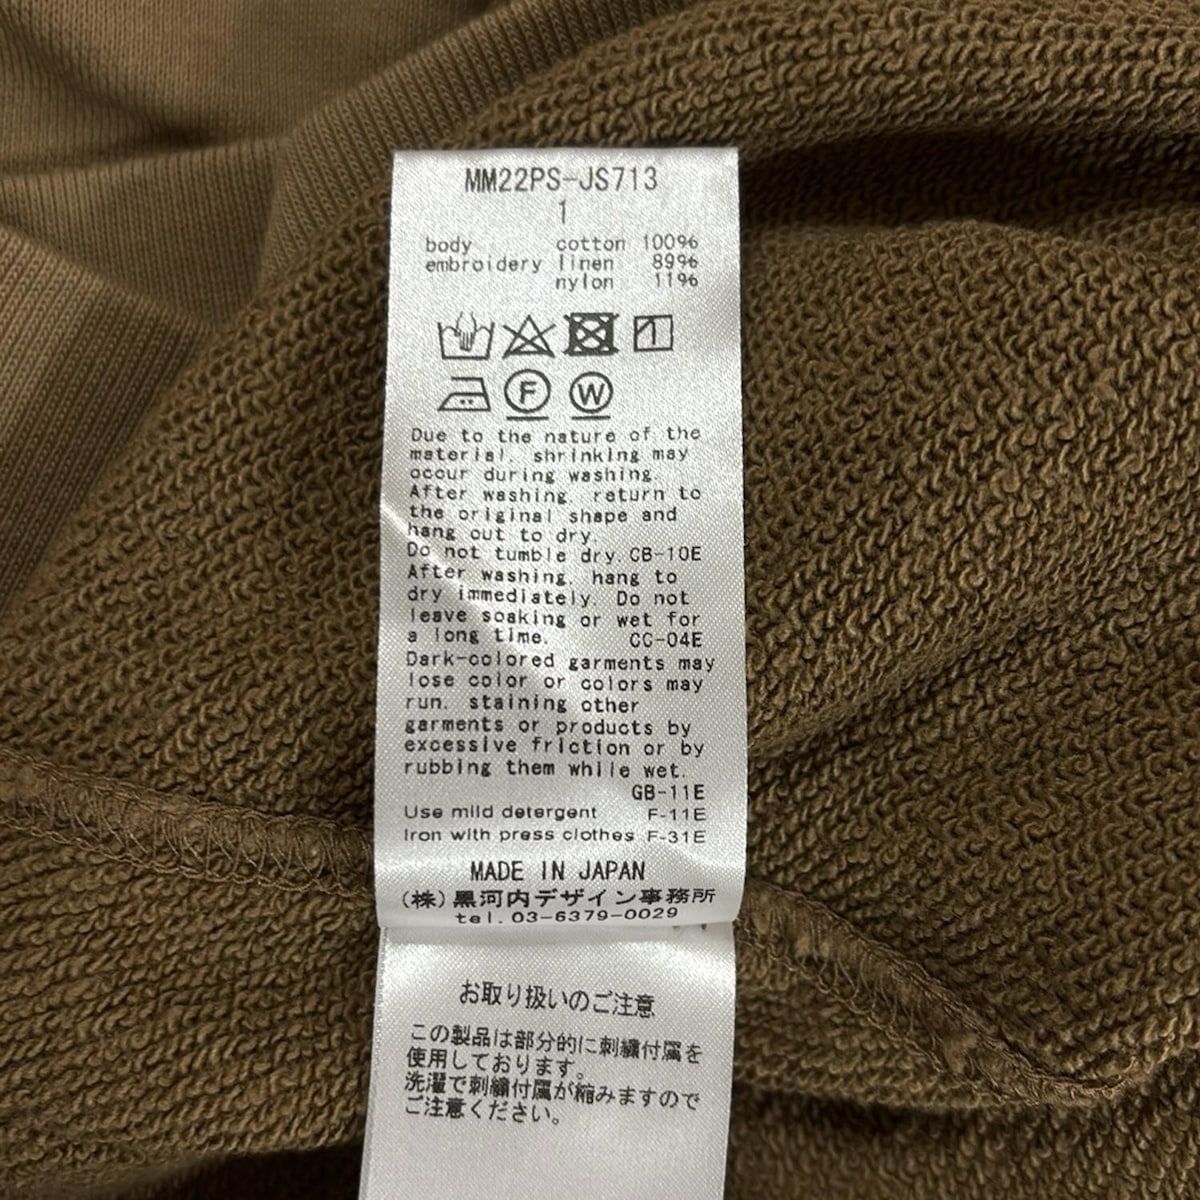 MM22PS-JS713
1
body cotton 100%
embroidery linen 89%
nylon 11%
F W
Due to the nature of the
material, shrinking may
occur during washing.
After washing, return to
the original shape and
hang out to dry.
Do not tumble dry. CB-10E
After washing, hang to
dry immediately. Do not
leave soaking or wet for
a long time. CC-04E
Dark-colored garments may
lose color or colors may
run, staining other
garments or products by
excessive friction or by
rubbing them while wet.
GB-11E
Use mild detergent F-11E
Iron with press clothes F-31E
MADE IN JAPAN
(株)黒河内デザイン事務所
tel. 03-6379-0029
お取り扱いのご注意
この製品は部分的に刺繍付属を
使用しております。
洗濯で刺繍付属が縮みますので
ご注意ください。